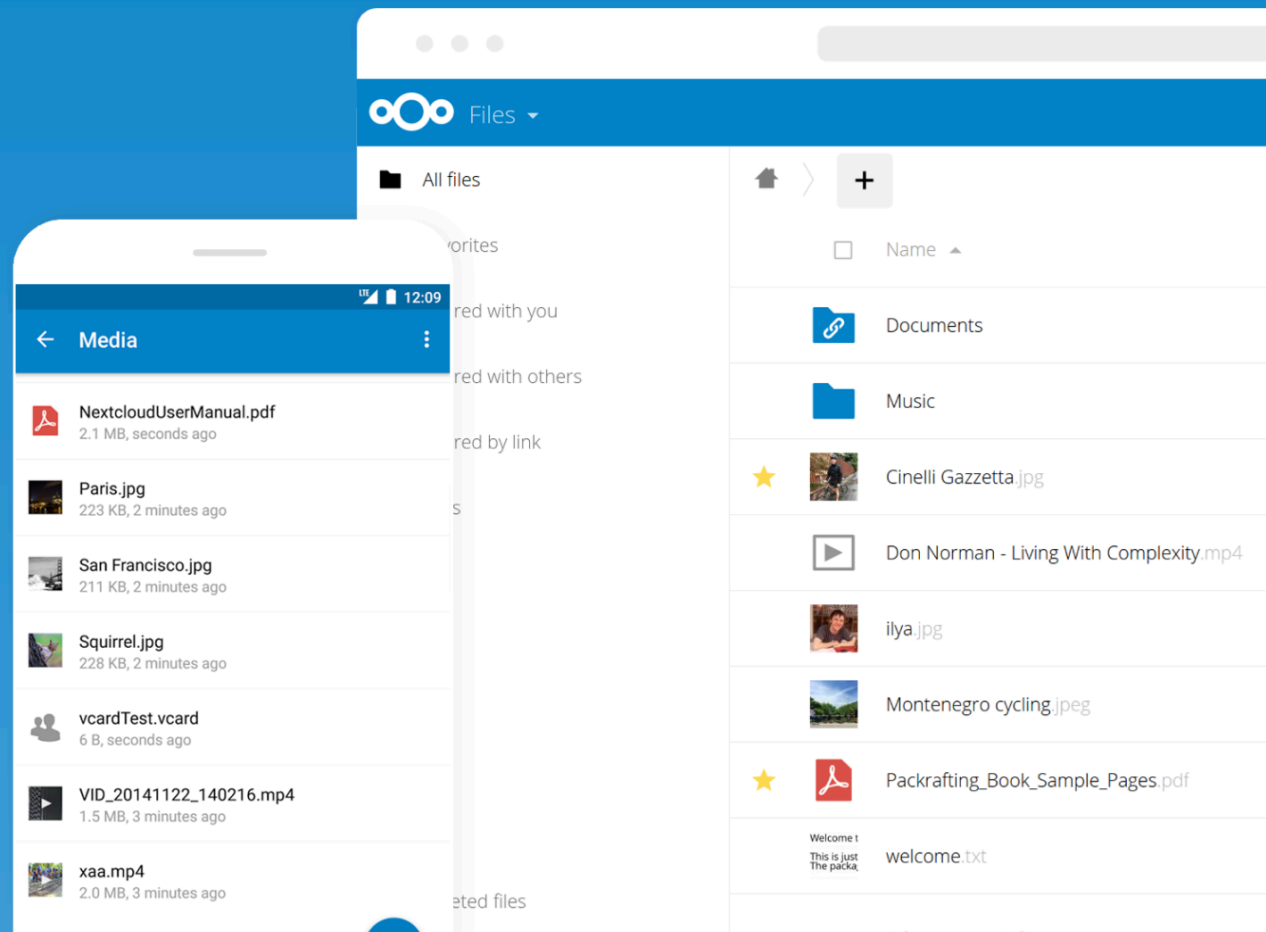 Files
All files
vorites
red with you
red with others
red by link
s
eted files
Name
Documents
Music
Cinelli Gazzetta.jpg
Don Norman - Living With Complexity.mp4
ilya.jpg
Montenegro cycling.jpeg
Packrafting_Book_Sample_Pages.pdf
Welcome t
This is just
The packa
welcome.txt
LTE 12:09
Media
NextcloudUserManual.pdf
2.1 MB, seconds ago
Paris.jpg
223 KB, 2 minutes ago
San Francisco.jpg
211 KB, 2 minutes ago
Squirrel.jpg
228 KB, 2 minutes ago
vcardTest.vcard
6 B, seconds ago
VID_20141122_140216.mp4
1.5 MB, 3 minutes ago
xaa.mp4
2.0 MB, 3 minutes ago